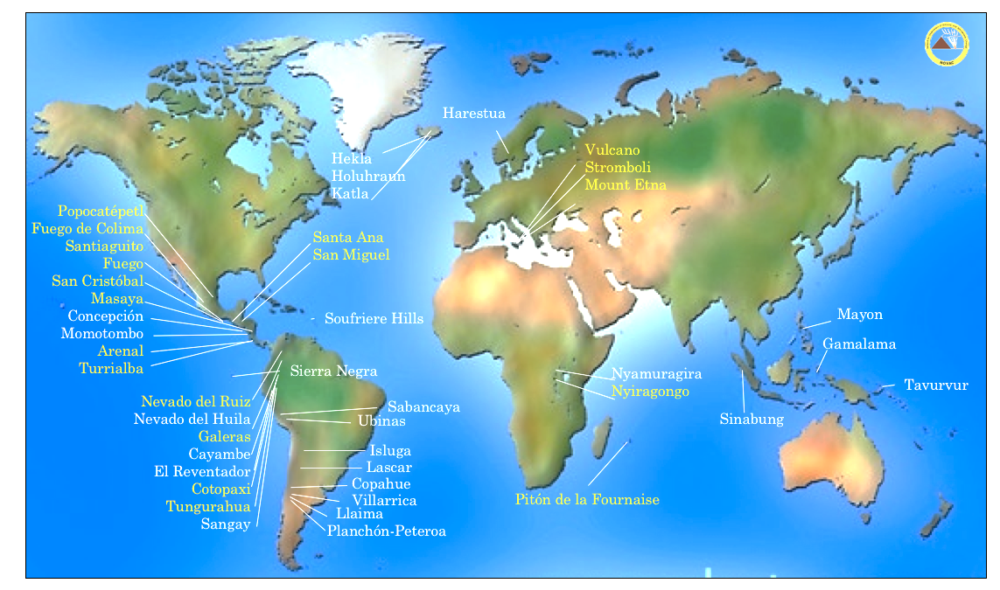 Harestua
Hekla
Holuhraun
Katla
Vulcano
Stromboli
Mount Etna
Popocatépetl
Fuego de Colima
Santiaguito
Fuego
San Cristóbal
Masaya
Concepción
Momotombo
Arenal
Turrialba
Santa Ana
San Miguel
Soufriere Hills
Sierra Negra
Nevado del Ruiz
Nevado del Huila
Galeras
Cayambe
El Reventador
Cotopaxi
Tungurahua
Sangay
Sabancaya
Ubinas
Isluga
Lascar
Copahue
Villarrica
Llaima
Planchón-Peteroa
Nyamuragira
Nyiragongo
Pitón de la Fournaise
Mayon
Gamalama
Tavurvur
Sinabung
NOVAC